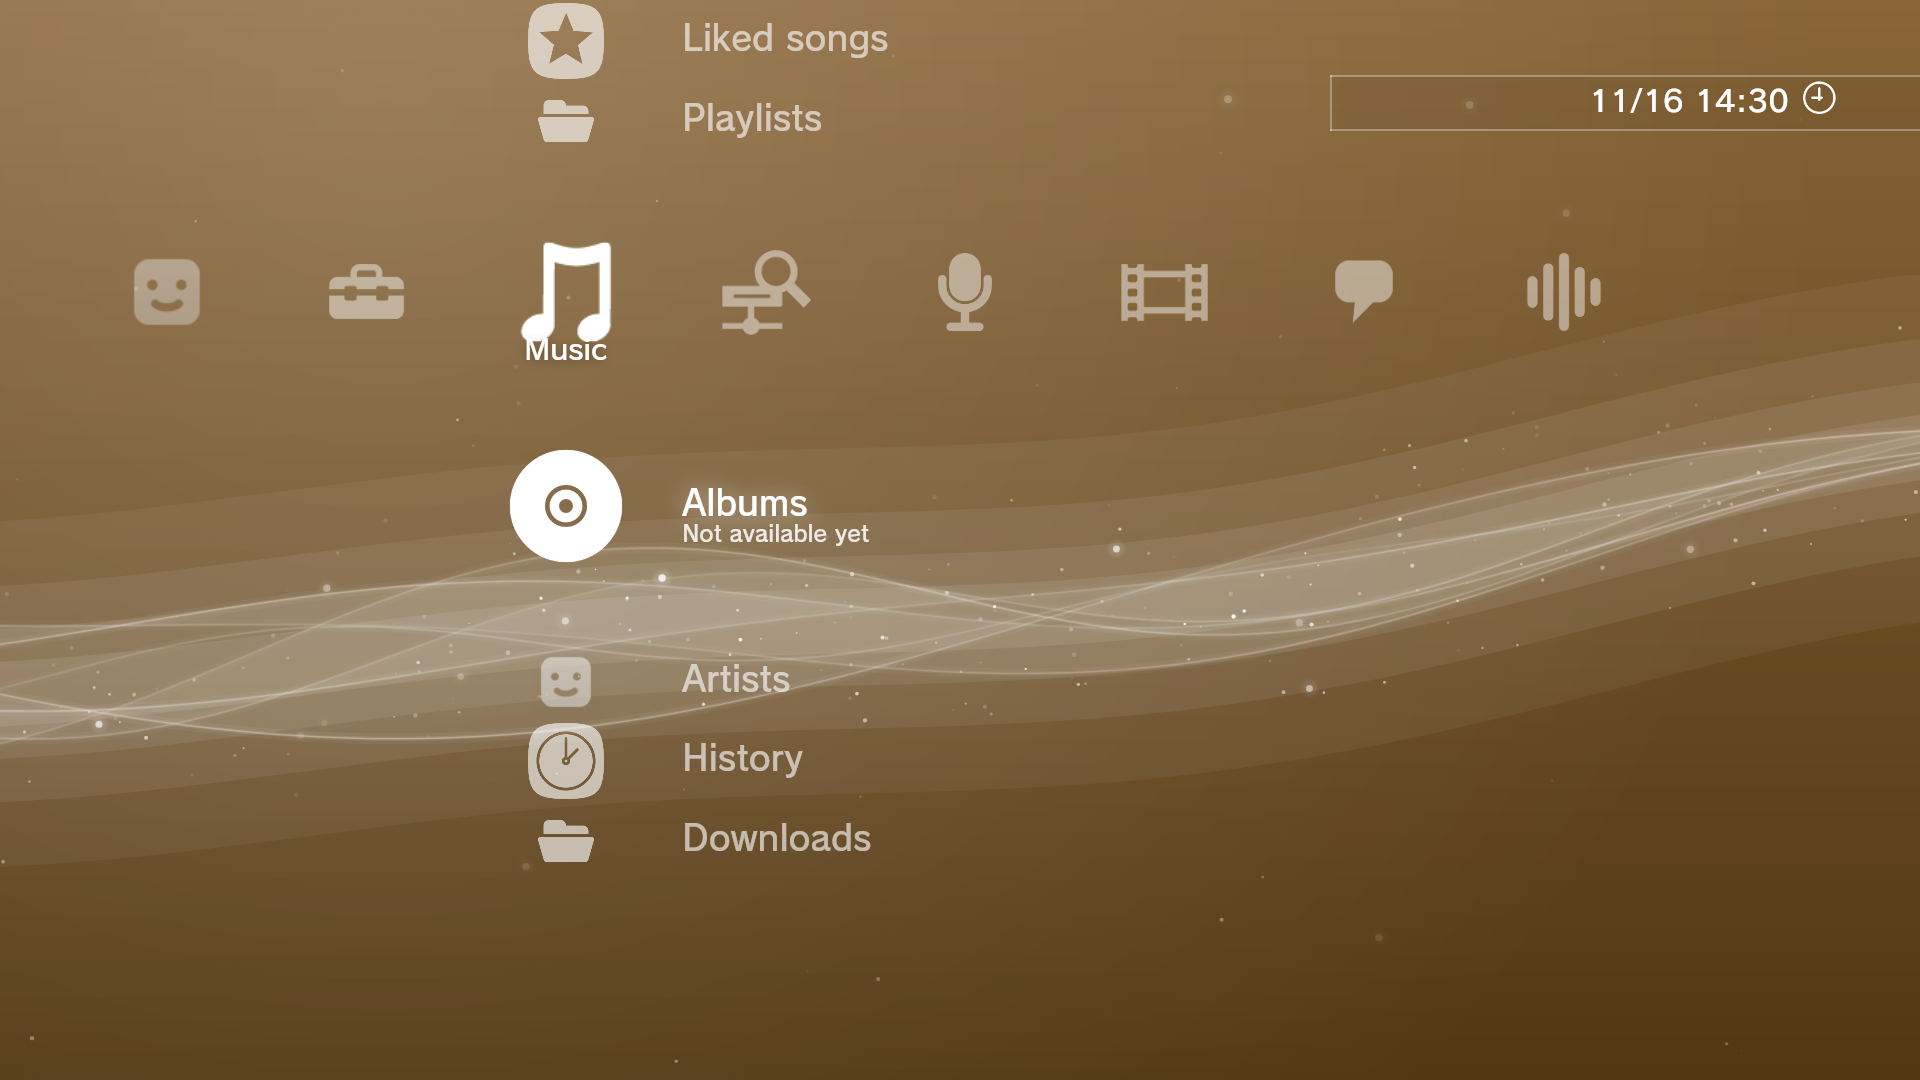 Liked songs
Playlists
11/16 14:30
Music
Albums
Not available yet
Artists
History
Downloads